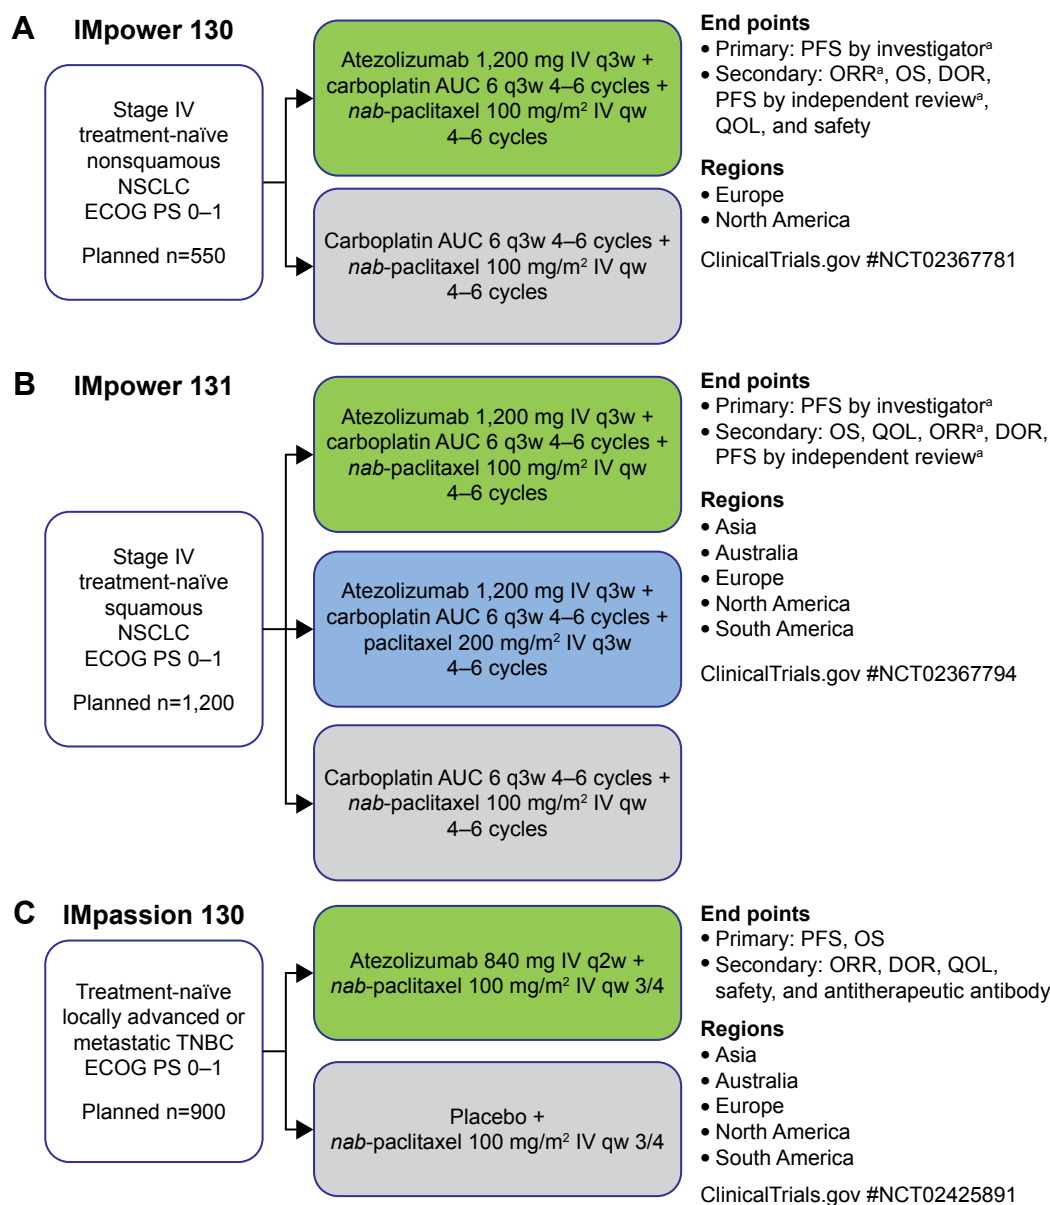 A IMpower 130
Stage IV
treatment-naïve
nonsquamous
NSCLC
ECOG PS 0–1
Planned n=550
Atezolizumab 1,200 mg IV q3w +
carboplatin AUC 6 q3w 4–6 cycles +
nab-plitaxel 100 mg/m² IV qw
4–6 cycles
Carboplatin AUC 6 q3w 4–6 cycles +
nab-paclitaxel 100 mg/m² IV qw
4–6 cycles
End points
• Primary: PFS by investigatorᵃ
• Secondary: ORRᵃ, OS, DOR,
PFS by independent reviewᵃ,
QOL, and safety
Regions
• Europe
• North America
ClinicalTrials.gov #NCT02367781
B IMpower 131
Stage IV
treatment-naïve
squamous
NSCLC
ECOG PS 0–1
Planned n=1,200
Atezolizumab 1,200 mg IV q3w +
carboplatin AUC 6 q3w 4–6 cycles +
nab-paclitaxel 100 mg/m² IV qw
4–6 cycles
Atezolizumab 1,200 mg IV q3w +
carboplatin AUC 6 q3w 4–6 cycles +
paclitaxel 200 mg/m² IV q3w
4–6 cycles
Carboplatin AUC 6 q3w 4–6 cycles +
nab-paclitaxel 100 mg/m² IV qw
4–6 cycles
End points
• Primary: PFS by investigatorᵃ
• Secondary: OS, QOL, ORRᵃ, DOR,
PFS by independent reviewᵃ
Regions
• Asia
• Australia
• Europe
• North America
• South America
ClinicalTrials.gov #NCT02367794
C IMpassion 130
Treatment-naïve
locally advanced or
metastatic TNBC
ECOG PS 0–1
Planned n=900
Atezolizumab 840 mg IV q2w +
nab-paclitaxel 100 mg/m² IV qw 3/4
Placebo +
nab-paclitaxel 100 mg/m² IV qw 3/4
End points
• Primary: PFS, OS
• Secondary: ORR, DOR, QOL,
safety, and antitherapeutic antibody
Regions
• Asia
• Australia
• Europe
• North America
• South America
ClinicalTrials.gov #NCT02425891